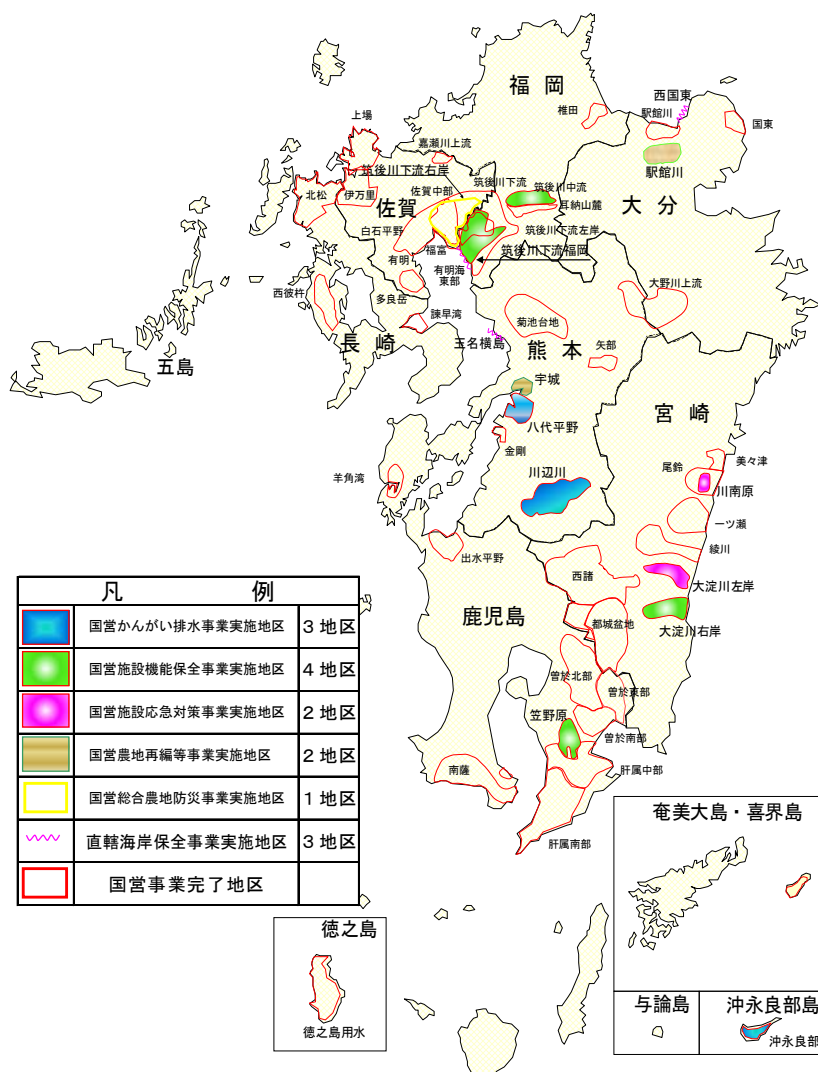 福岡
西国東
駅館川
国東
椎田
上場
嘉瀬川上流
筑後川下流右岸
筑後川下流
筑後川中流
駅館川
北松
伊万里
佐賀中部
耳納山麓
佐賀
大分
白石平野
福富
筑後川下流左岸
有明
有明海
東部
筑後川下流福岡
西彼杵
多良岳
大野川上流
諫早湾
菊池台地
長崎
玉名横島
熊本
矢部
五島
宇城
宮崎
八代平野
金剛
美々津
尾鈴
羊角湾
川辺川
川南原
一ツ瀬
出水平野
綾川
西諸
大淀川左岸
鹿児島
都城盆地
大淀川右岸
曽於北部
曽於東部
笠野原
曽於南部
南薩
肝属中部
肝属南部
凡例
国営かんがい排水事業実施地区 3地区
国営施設機能保全事業実施地区 4地区
国営施設応急対策事業実施地区 2地区
国営農地再編等事業実施地区 2地区
国営総合農地防災事業実施地区 1地区
直轄海岸保全事業実施地区 3地区
国営事業完了地区
奄美大島・喜界島
徳之島
徳之島用水
与論島
沖永良部島
沖永良部